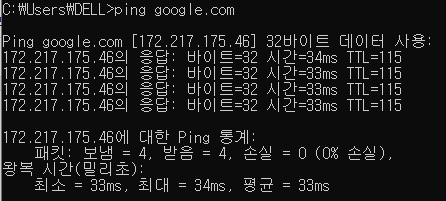 C:₩Users₩DELL>ping google.com
Ping google.com [172.217.175.46] 32바이트 데이터 사용:
172.217.175.46의 응답: 바이트=32 시간=34ms TTL=115
172.217.175.46의 응답: 바이트=32 시간=33ms TTL=115
172.217.175.46의 응답: 바이트=32 시간=33ms TTL=115
172.217.175.46의 응답: 바이트=32 시간=33ms TTL=115
172.217.175.46에 대한 Ping 통계:
패킷: 보냄 = 4, 받음 = 4, 손실 = 0 (0% 손실),
왕복 시간(밀리초):
최소 = 33ms, 최대 = 34ms, 평균 = 33ms